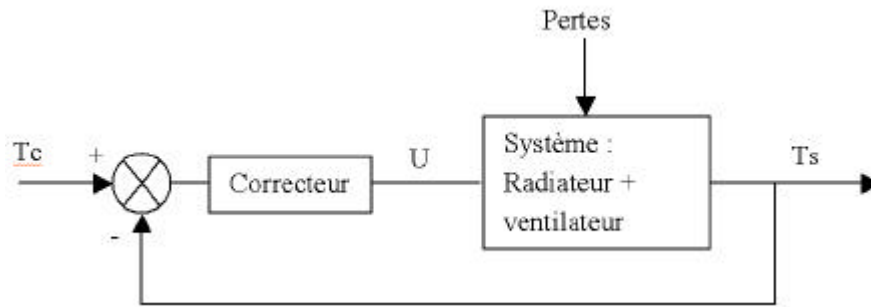 Pertes
Tc
+
-
Correcteur
U
Système :
Radiateur +
ventilateur
Ts